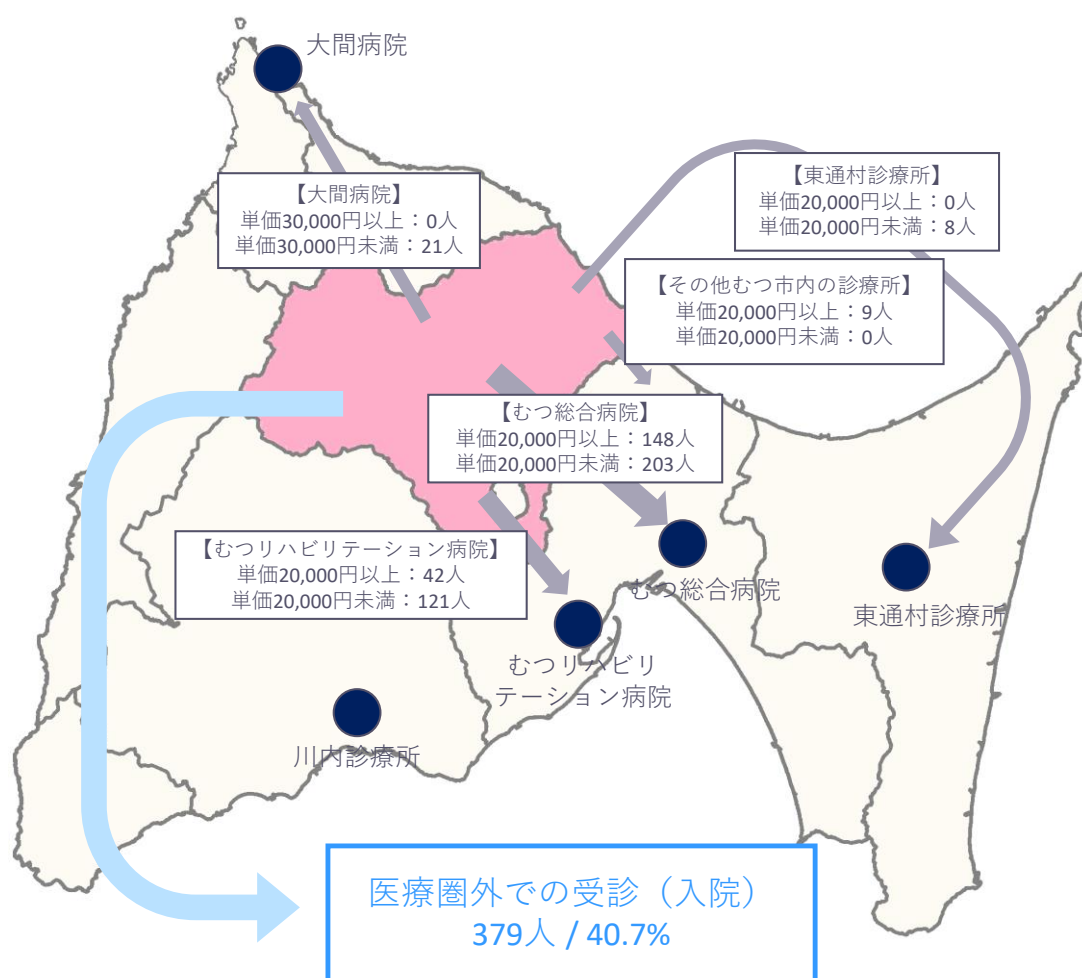 大間病院
【大間病院】
単価30,000円以上：0人
単価30,000円未満：21人
【東通村診療所】
単価20,000円以上：0人
単価20,000円未満：8人
【その他むつ市内の診療所】
単価20,000円以上：9人
単価20,000円未満：0人
【むつ総合病院】
単価20,000円以上：148人
単価20,000円未満：203人
【むつリハビリテーション病院】
単価20,000円以上：42人
単価20,000円未満：121人
むつ総合病院
東通村診療所
むつリハビリ
テーション病院
川内診療所
医療圏外での受診（入院）
379人 / 40.7%